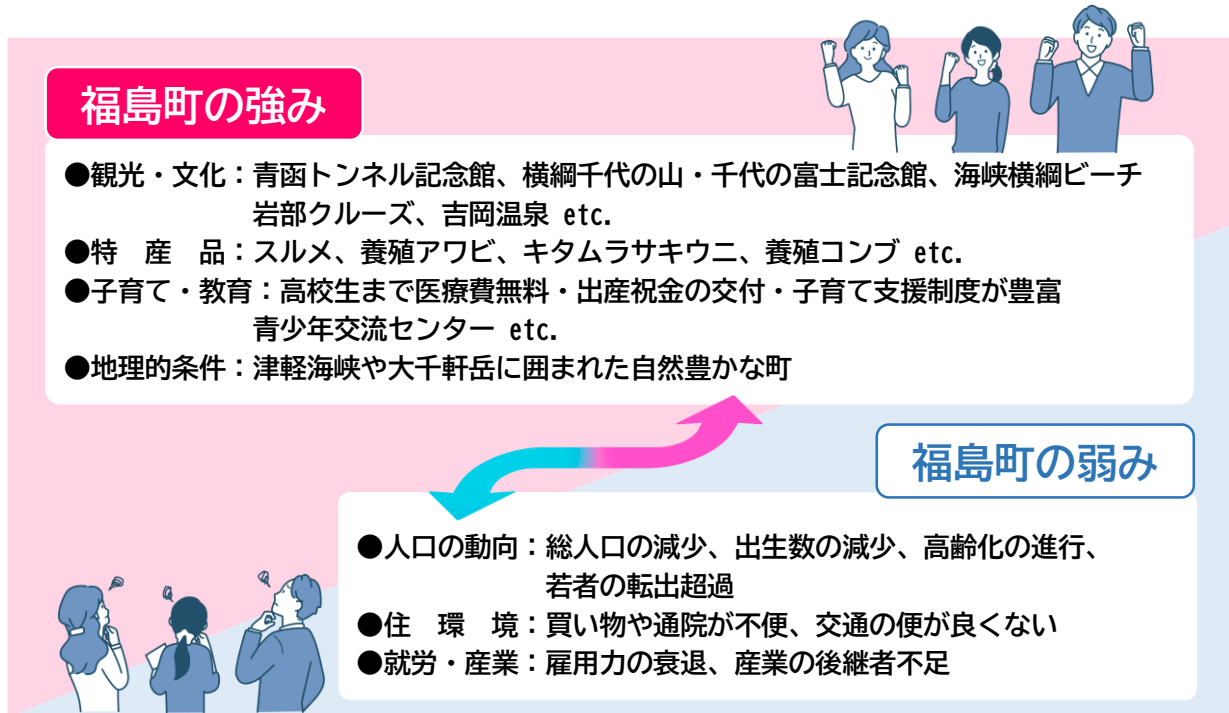 福島町の強み
●観光・文化：青函トンネル記念館、横綱千代の山・千代の富士記念館、海峡横綱ビーチ
岩部クルーズ、吉岡温泉 etc.
●特　産　品：スルメ、養殖アワビ、キタムラサキウニ、養殖コンブ etc.
●子育て・教育：高校生まで医療費無料・出産祝金の交付・子育て支援制度が豊富
青少年交流センター etc.
●地理的条件：津軽海峡や大千軒岳に囲まれた自然豊かな町
福島町の弱み
●人口の動向：総人口の減少、出生数の減少、高齢化の進行、
若者の転出超過
●住　環　境：買い物や通院が不便、交通の便が良くない
●就労・産業：雇用力の衰退、産業の後継者不足